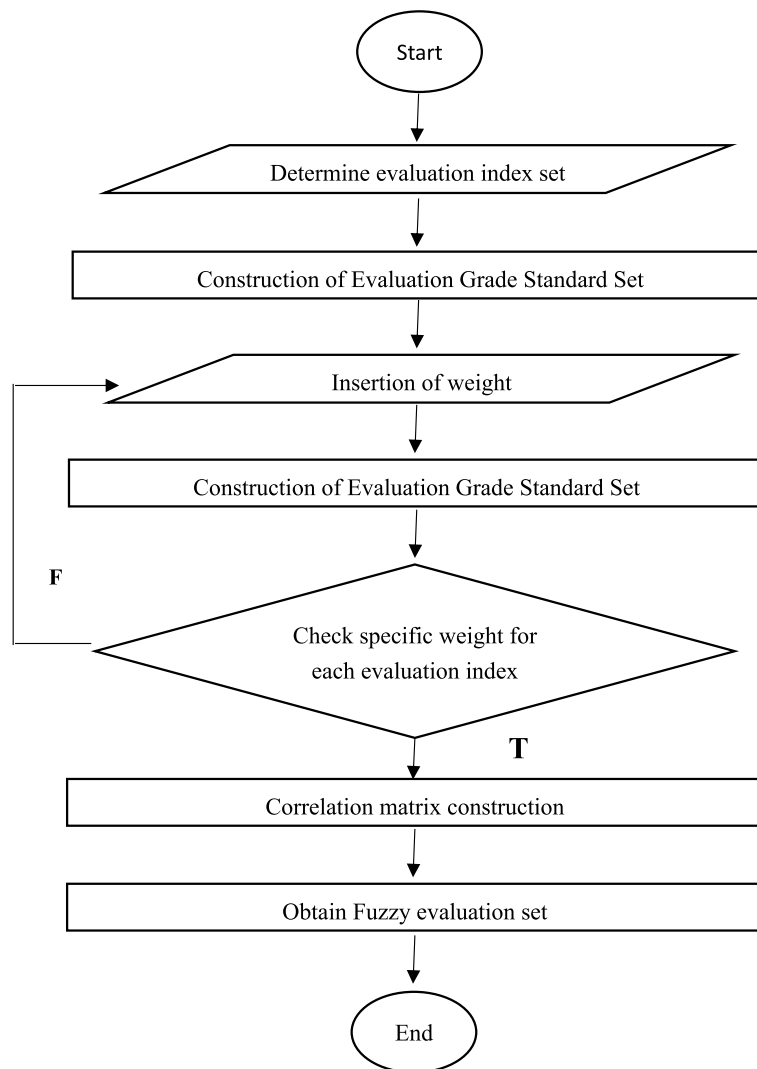 Start
Determine evaluation index set
Construction of Evaluation Grade Standard Set
Insertion of weight
Construction of Evaluation Grade Standard Set
F
Check specific weight for
each evaluation index
T
Correlation matrix construction
Obtain Fuzzy evaluation set
End